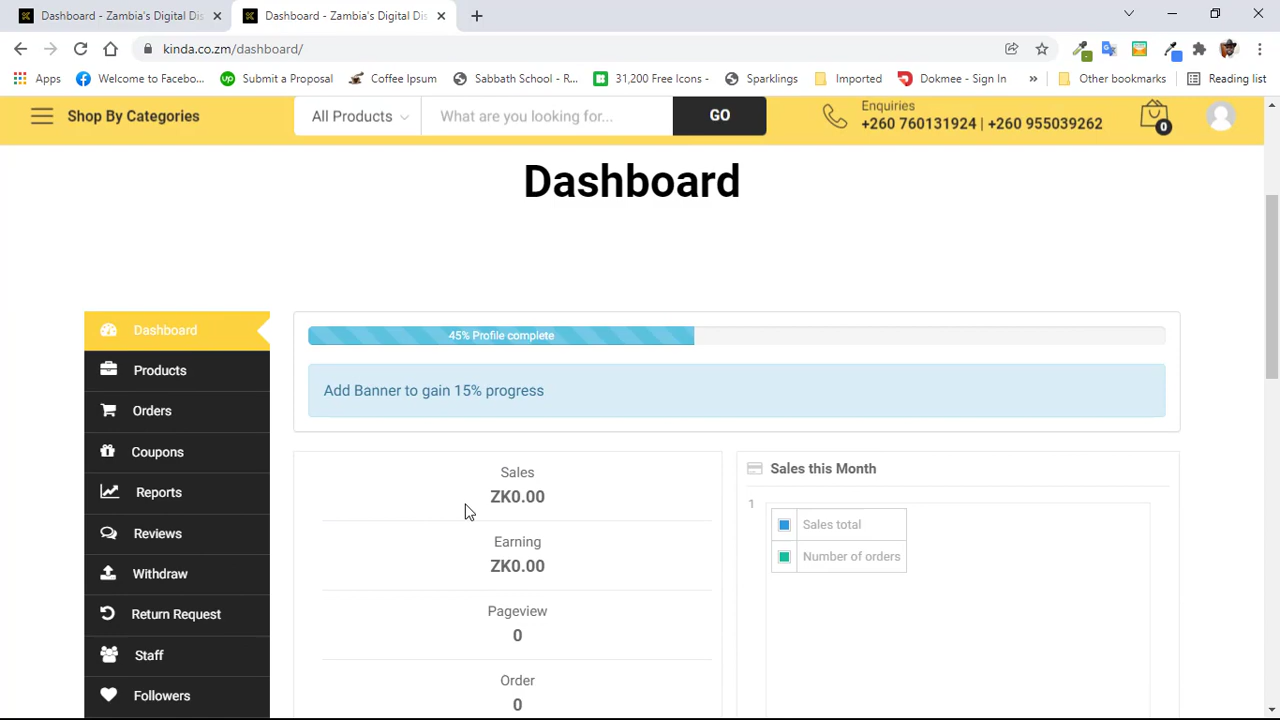 Dashboard - Zambia's Digital Dis
Dashboard - Zambia's Digital Dis
kinda.co.zm/dashboard/
Apps
Welcome to Facebo...
Submit a Proposal
Coffee Ipsum
Sabbath School - R...
31,200 Free Icons -
Sparklings
Imported
Dokmee - Sign In
»
Other bookmarks
Reading list
Shop By Categories
All Products
What are you looking for...
GO
Enquiries
+260 760131924 | +260 955039262
0
Dashboard
Dashboard
Products
Orders
Coupons
Reports
Reviews
Withdraw
Return Request
Staff
Followers
45% Profile complete
Add Banner to gain 15% progress
Sales
ZK0.00
Earning
ZK0.00
Pageview
0
Order
0
Sales this Month
1
Sales total
Number of orders